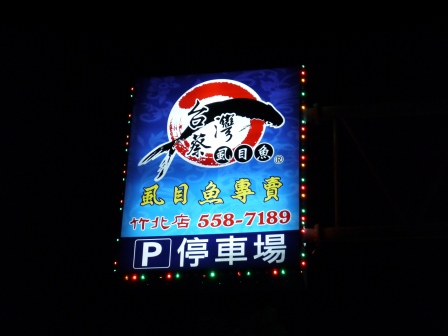 台灣
蔡
虱目魚®
虱目魚專賣
竹北店 558-7189
P 停車場